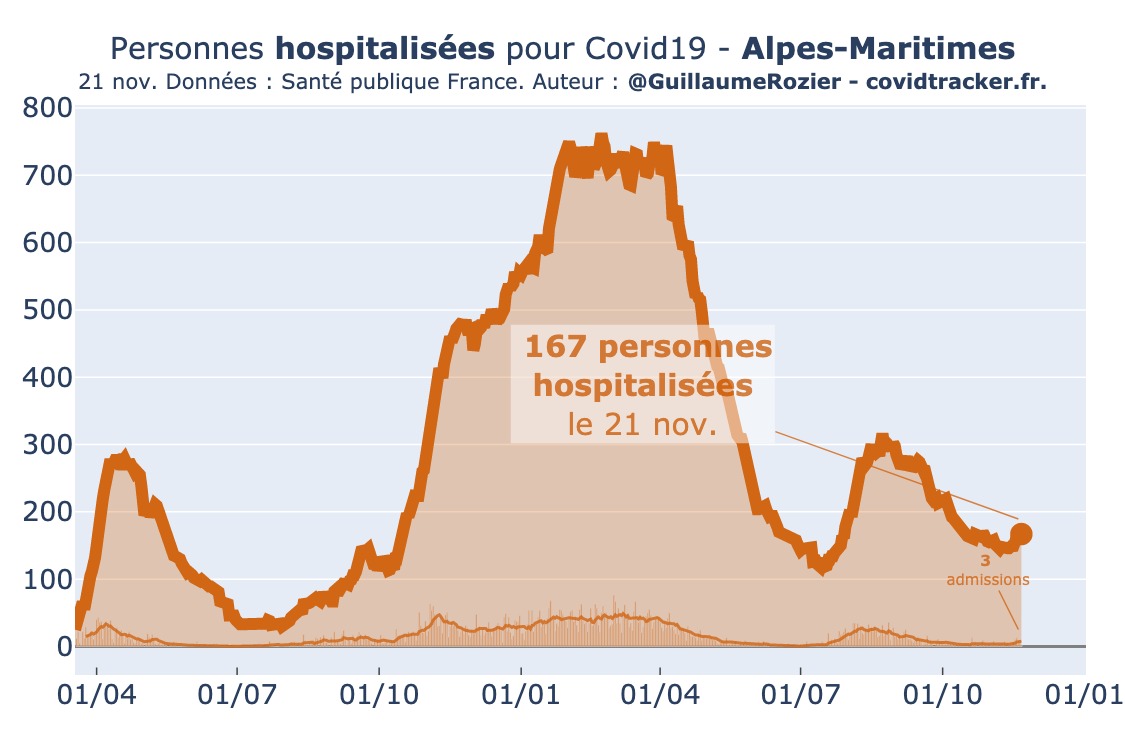 Personnes hospitalisées pour Covid19 - Alpes-Maritimes
21 nov. Données : Santé publique France. Auteur : @GuillaumeRozier - covidtracker.fr.
800
700
600
500
400
300
200
100
0
167 personnes
hospitalisées
le 21 nov.
3
admissions
01/04 01/07 01/10 01/01 01/04 01/07 01/10 01/01